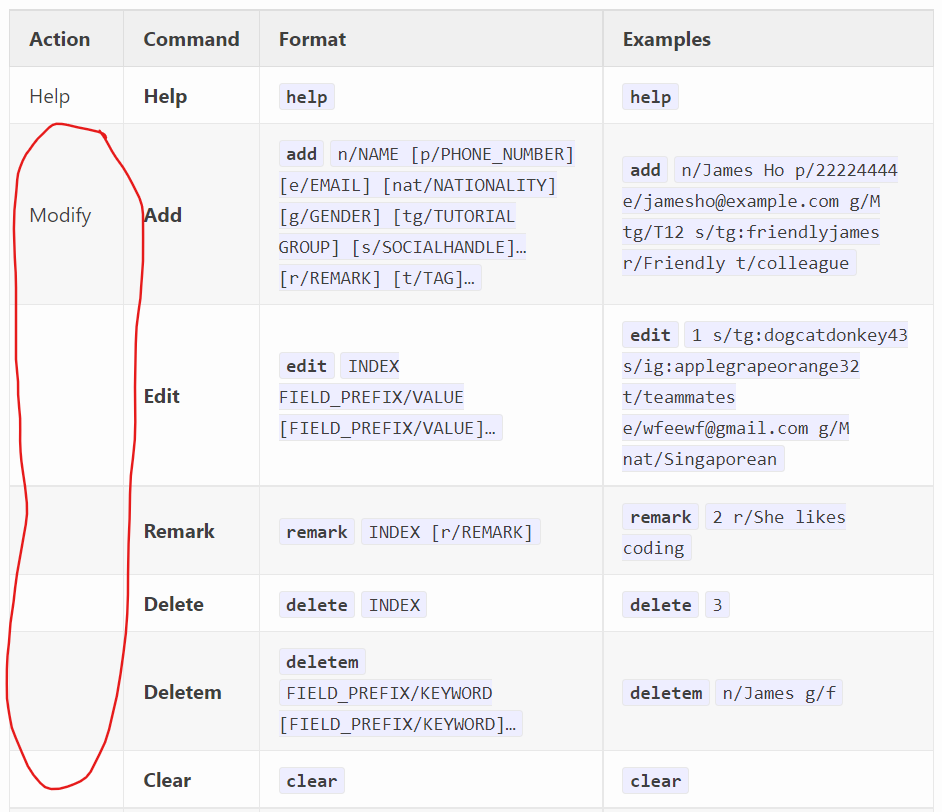 Action Command Format Examples
Help Help help help
Modify Add
add n/NAME [p/PHONE_NUMBER]
[e/EMAIL] [nat/NATIONALITY]
[g/GENDER] [tg/TUTORIAL
GROUP] [s/SOCIALHANDLE]…
[r/REMARK] [t/TAG]…
add n/James Ho p/22224444
e/jamesho@example.com g/M
tg/T12 s/tg:friendlyjames
r/Friendly t/colleague
Edit
edit INDEX
FIELD_PREFIX/VALUE
[FIELD_PREFIX/VALUE]…
edit 1 s/tg:dogcatdonkey43
s/ig:applegrapeorange32
t/teammates
e/wfeewf@gmail.com g/M
nat/Singaporean
Remark
remark INDEX [r/REMARK]
remark 2 r/She likes
coding
Delete delete INDEX delete 3
Deletem
deletem
FIELD_PREFIX/KEYWORD
[FIELD_PREFIX/KEYWORD]…
deletem n/James g/f
Clear clear clear